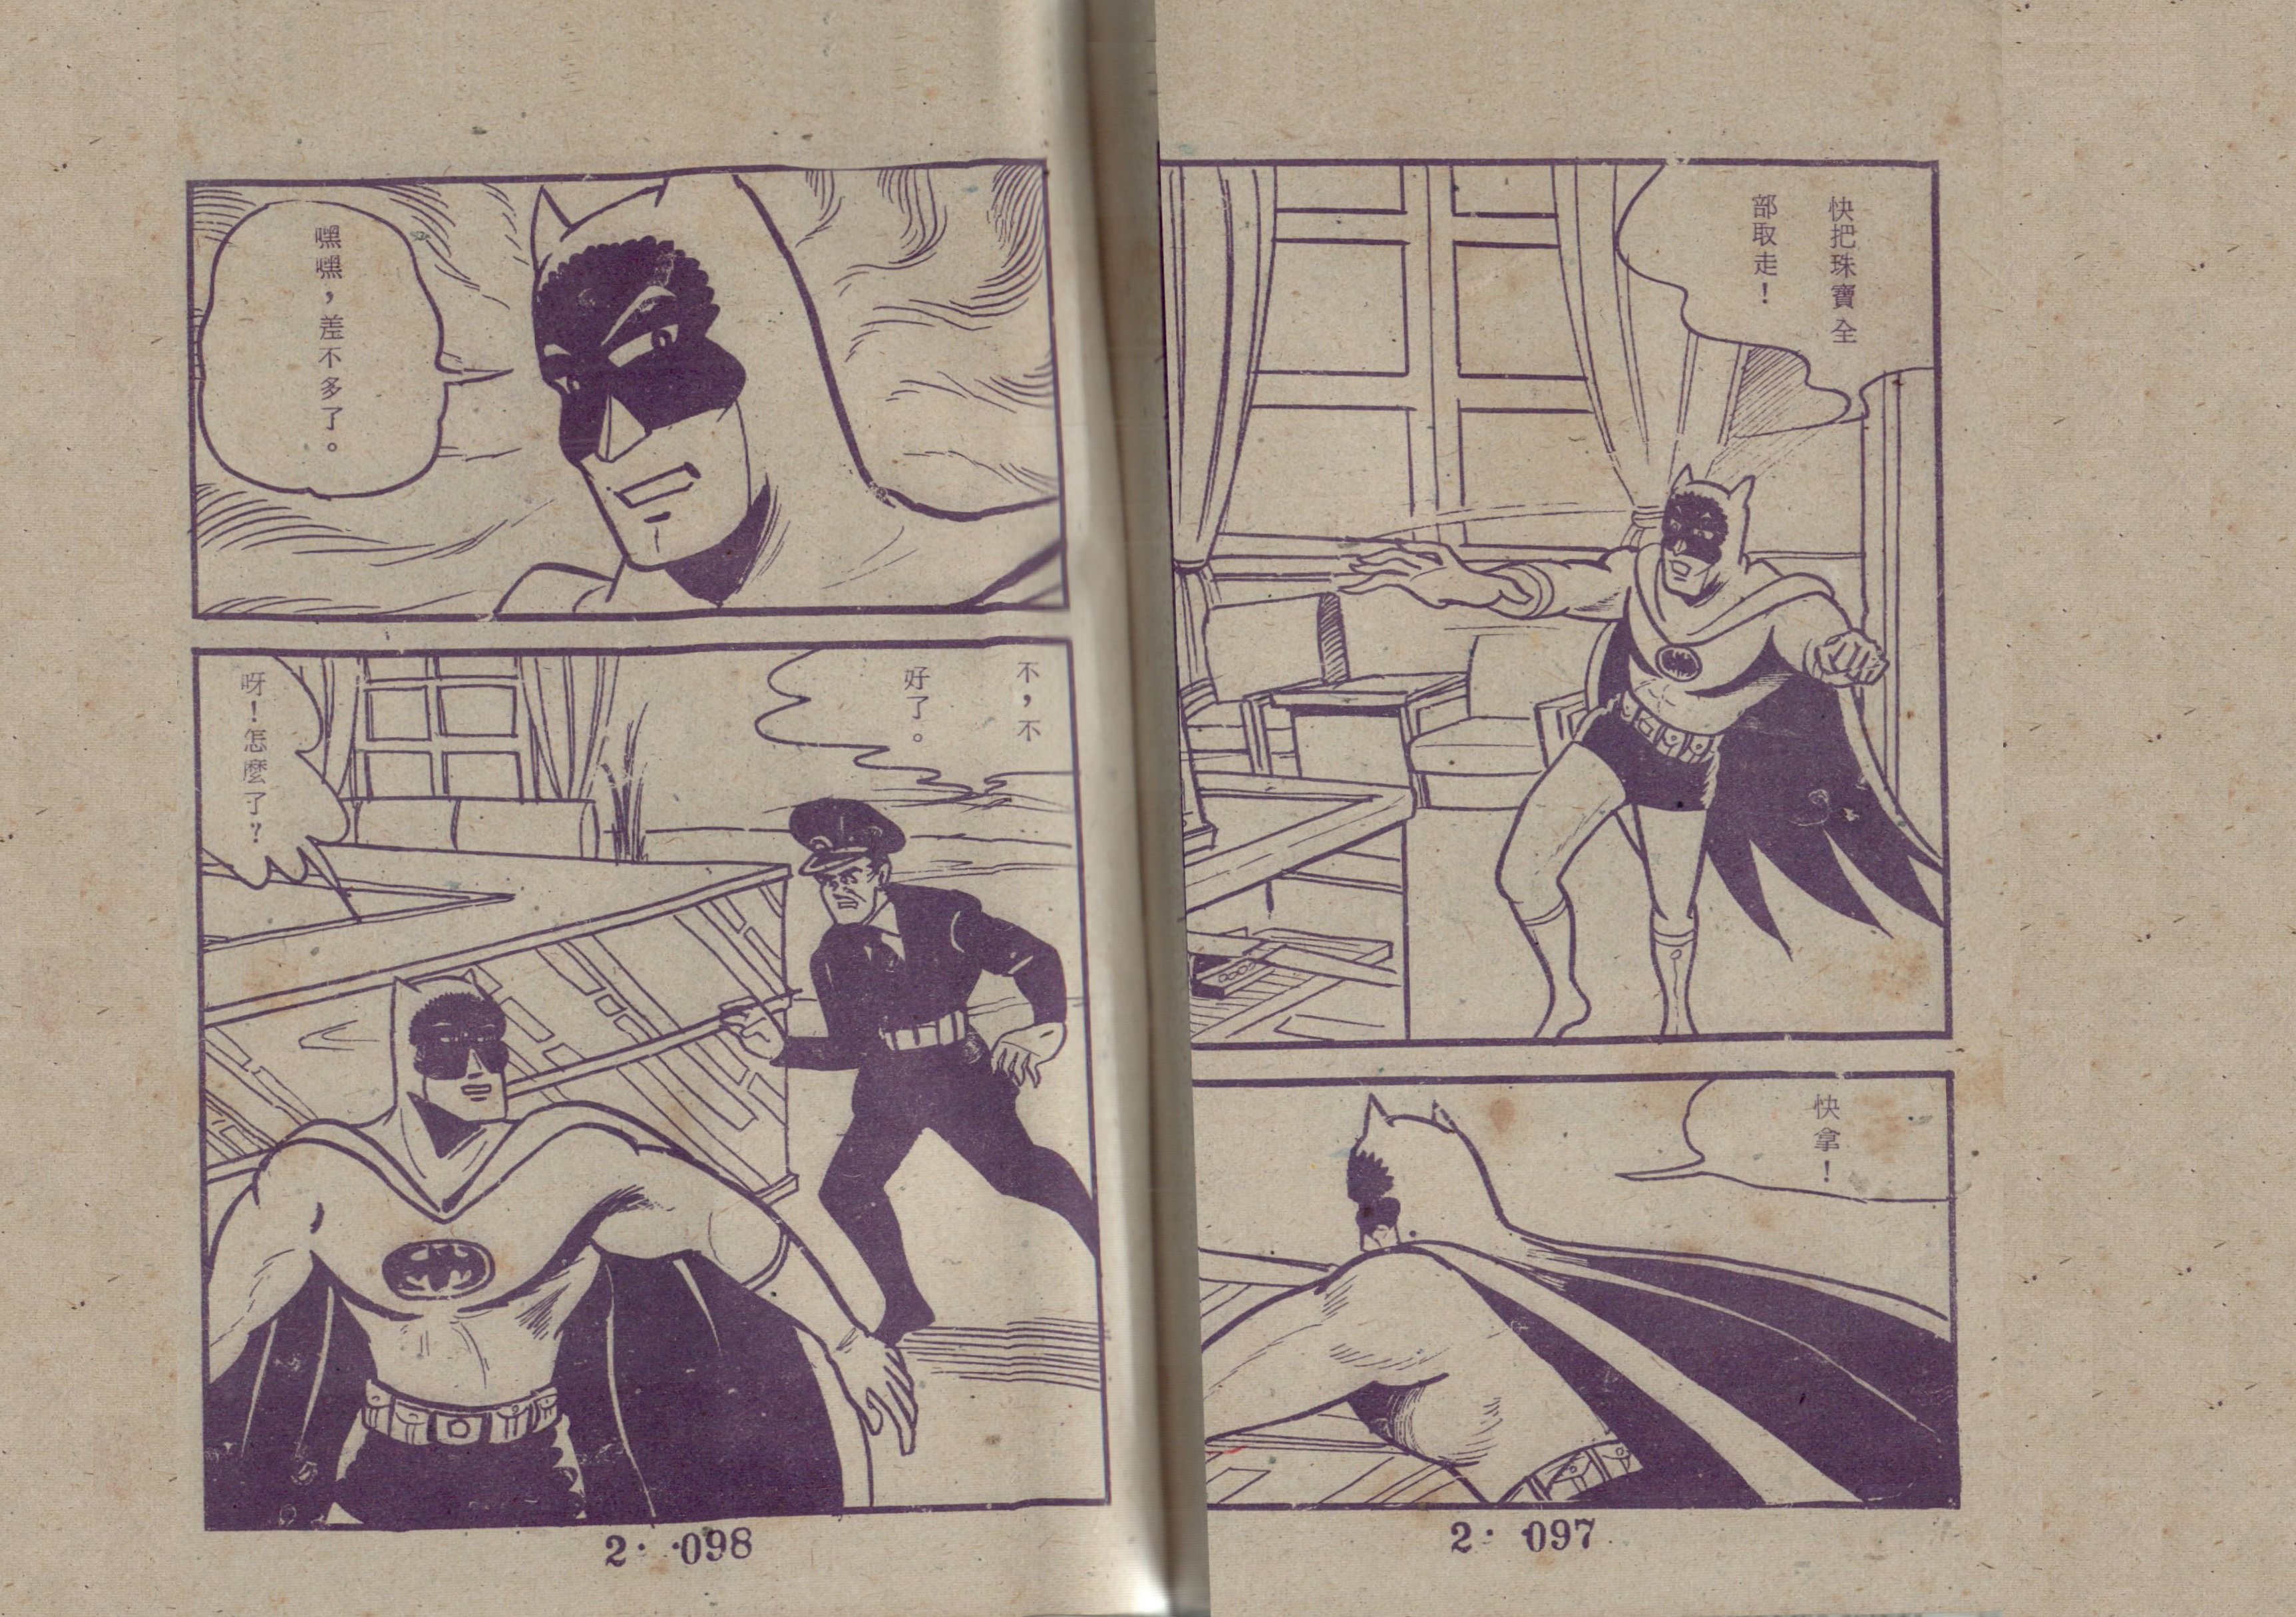 快把珠寶全
部取走！
快拿！
2·097
嘿嘿，差不多了。
不，不
好了。
呀！怎麼了？
2·098